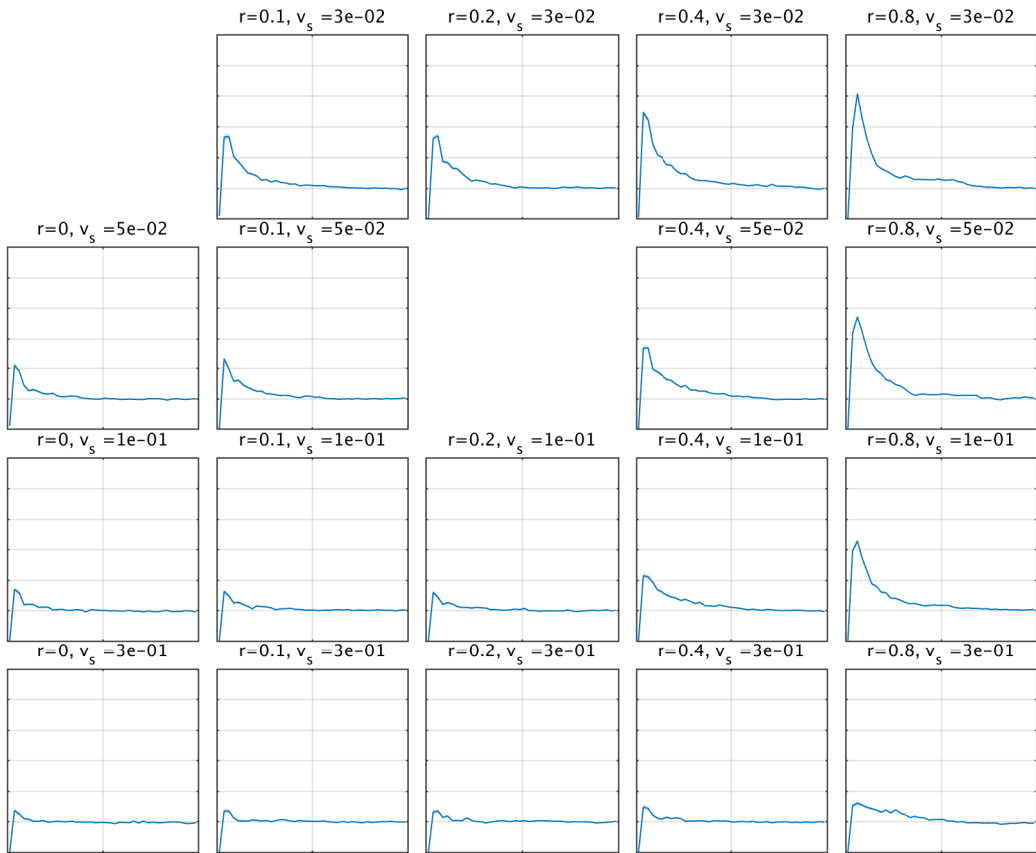 r=0.1, v_s =3e-02
r=0.2, v_s =3e-02
r=0.4, v_s =3e-02
r=0.8, v_s =3e-02
r=0, v_s =5e-02
r=0.1, v_s =5e-02
r=0.4, v_s =5e-02
r=0.8, v_s =5e-02
r=0, v_s =1e-01
r=0.1, v_s =1e-01
r=0.2, v_s =1e-01
r=0.4, v_s =1e-01
r=0.8, v_s =1e-01
r=0, v_s =3e-01
r=0.1, v_s =3e-01
r=0.2, v_s =3e-01
r=0.4, v_s =3e-01
r=0.8, v_s =3e-01